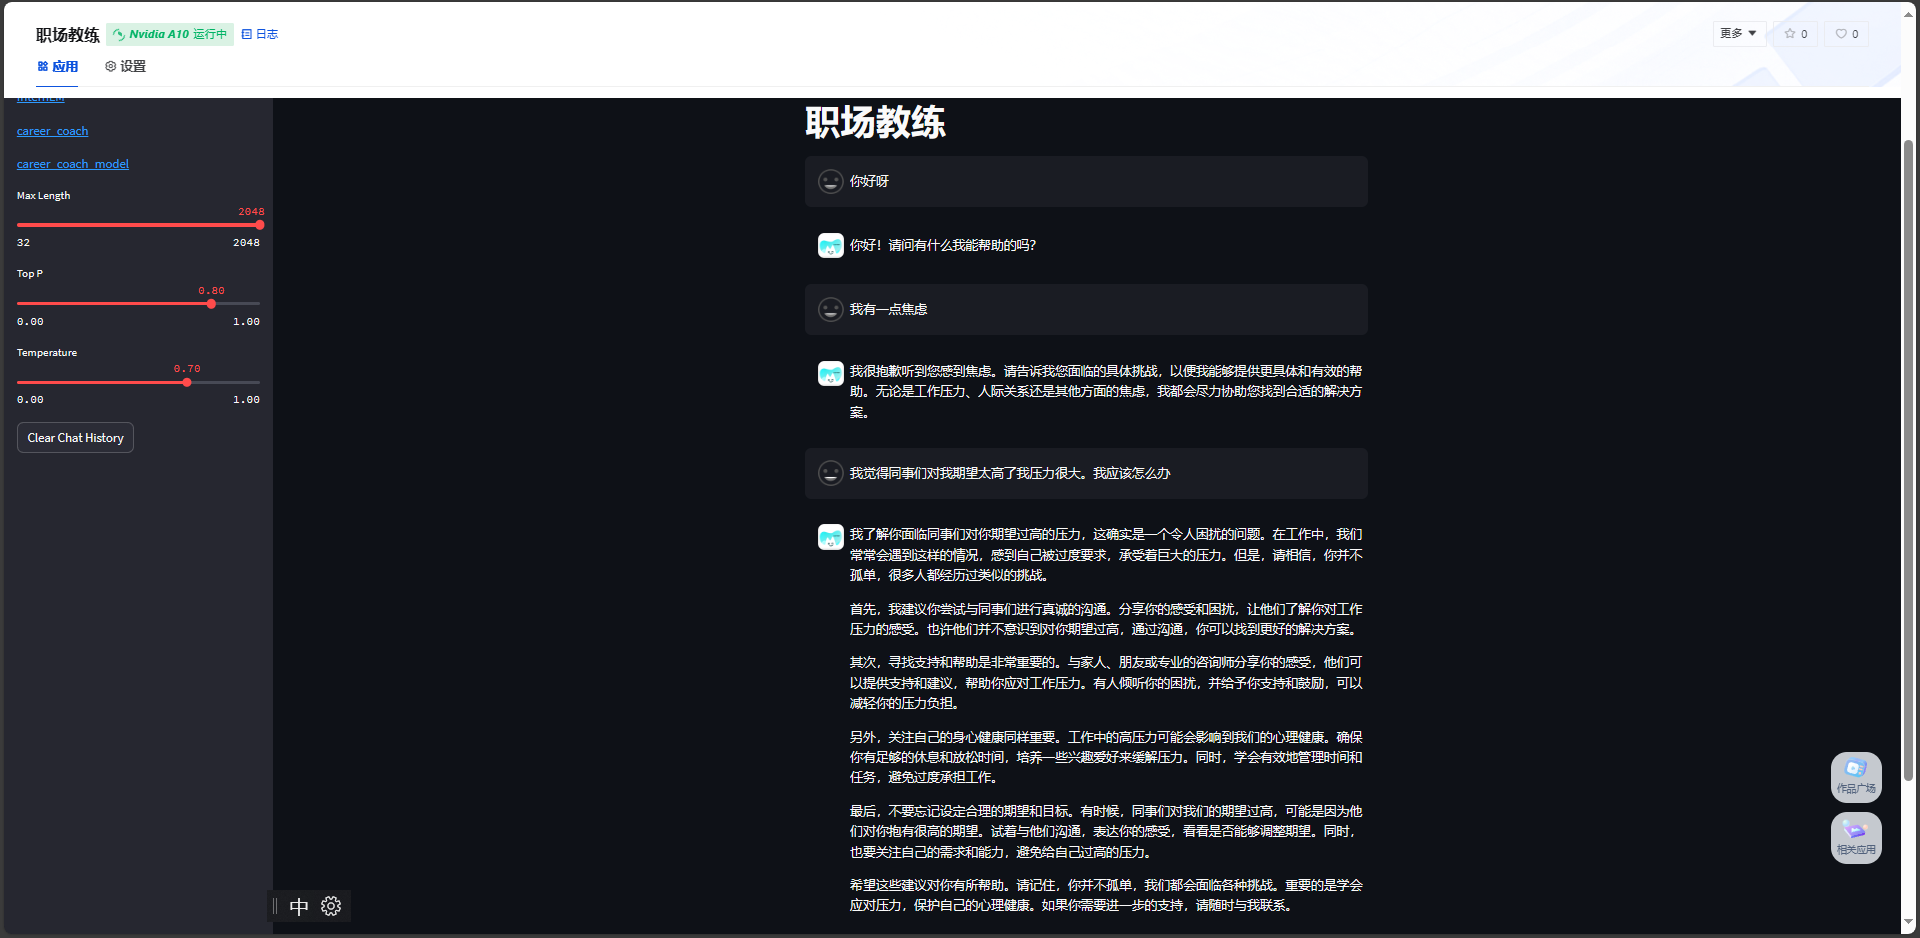 职场教练
Nvidia A10 运行中
日志
更多
0
0
应用
设置
InternLM
career_coach
career_coach_model
Max Length
2048
32
2048
Top P
0.80
0.00
1.00
Temperature
0.70
0.00
1.00
Clear Chat History
职场教练
你好呀
你好！请问有什么我能帮助的吗？
我有一点焦虑
我很抱歉听到您感到焦虑。请告诉我您面临的具体挑战，以便我能够提供更具体和有效的帮
助。无论是工作压力、人际关系还是其他方面的焦虑，我都会尽力协助您找到合适的解决方
案。
我觉得同事们对我期望太高了我压力很大。我应该怎么办
我了解你面临同事们对你期望过高的压力，这确实是一个令人困扰的问题。在工作中，我们
常常会遇到这样的情况，感到自己被过度要求，承受着巨大的压力。但是，请相信，你并不
孤单，很多人都经历过类似的挑战。
首先，我建议你尝试与同事们进行真诚的沟通。分享你的感受和困扰，让他们了解你对工作
压力的感受。也许他们并不意识到对你期望过高，通过沟通，你可以找到更好的解决方案。
其次，寻找支持和帮助是非常重要的。与家人、朋友或专业的咨询师分享你的感受，他们可
以提供支持和建议，帮助你应对工作压力。有人倾听你的困扰，并给予你支持和鼓励，可以
减轻你的压力负担。
另外，关注自己的身心健康同样重要。工作中的高压力可能会影响到我们的心理健康。确保
你有足够的休息和放松时间，培养一些兴趣爱好来缓解压力。同时，学会有效地管理时间和
任务，避免过度承担工作。
最后，不要忘记设定合理的期望和目标。有时候，同事们对我们的期望过高，可能是因为他
们对你抱有很高的期望。试着与他们沟通，表达你的感受，看看是否能够调整期望。同时，
也要关注自己的需求和能力，避免给自己过高的压力。
希望这些建议对你有所帮助。请记住，你并不孤单，我们都会面临各种挑战。重要的是学会
应对压力，保护自己的心理健康。如果你需要进一步的支持，请随时与我联系。
作品广场
相关应用
中